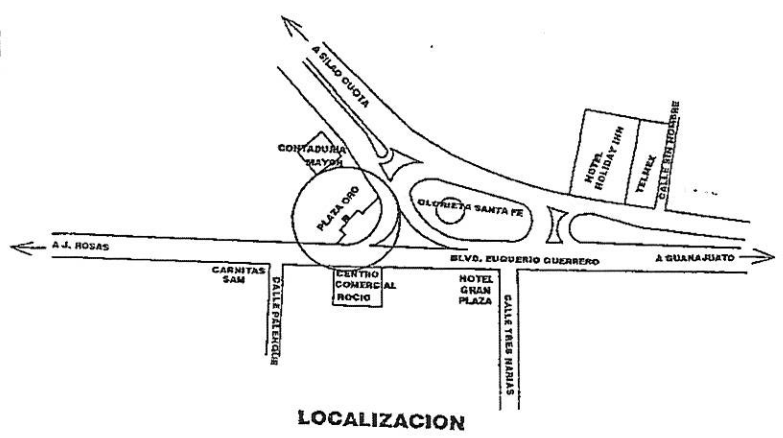 A SILAO CUOTA
CONTADURIA
MAYOR
PLAZA ORO
GLORIETA SANTA FE
HOTEL
HOLIDAY INN
TELMEX
CALLE SIN NOMBRE
A J. ROSAS
BLVD. EUQUERIO GUERRERO
A GUANAJUATO
CARNITAS
SAM
CALLE PALENQUE
CENTRO
COMERCIAL
ROCIO
HOTEL
GRAN
PLAZA
CALLE TRES MARIAS
LOCALIZACION